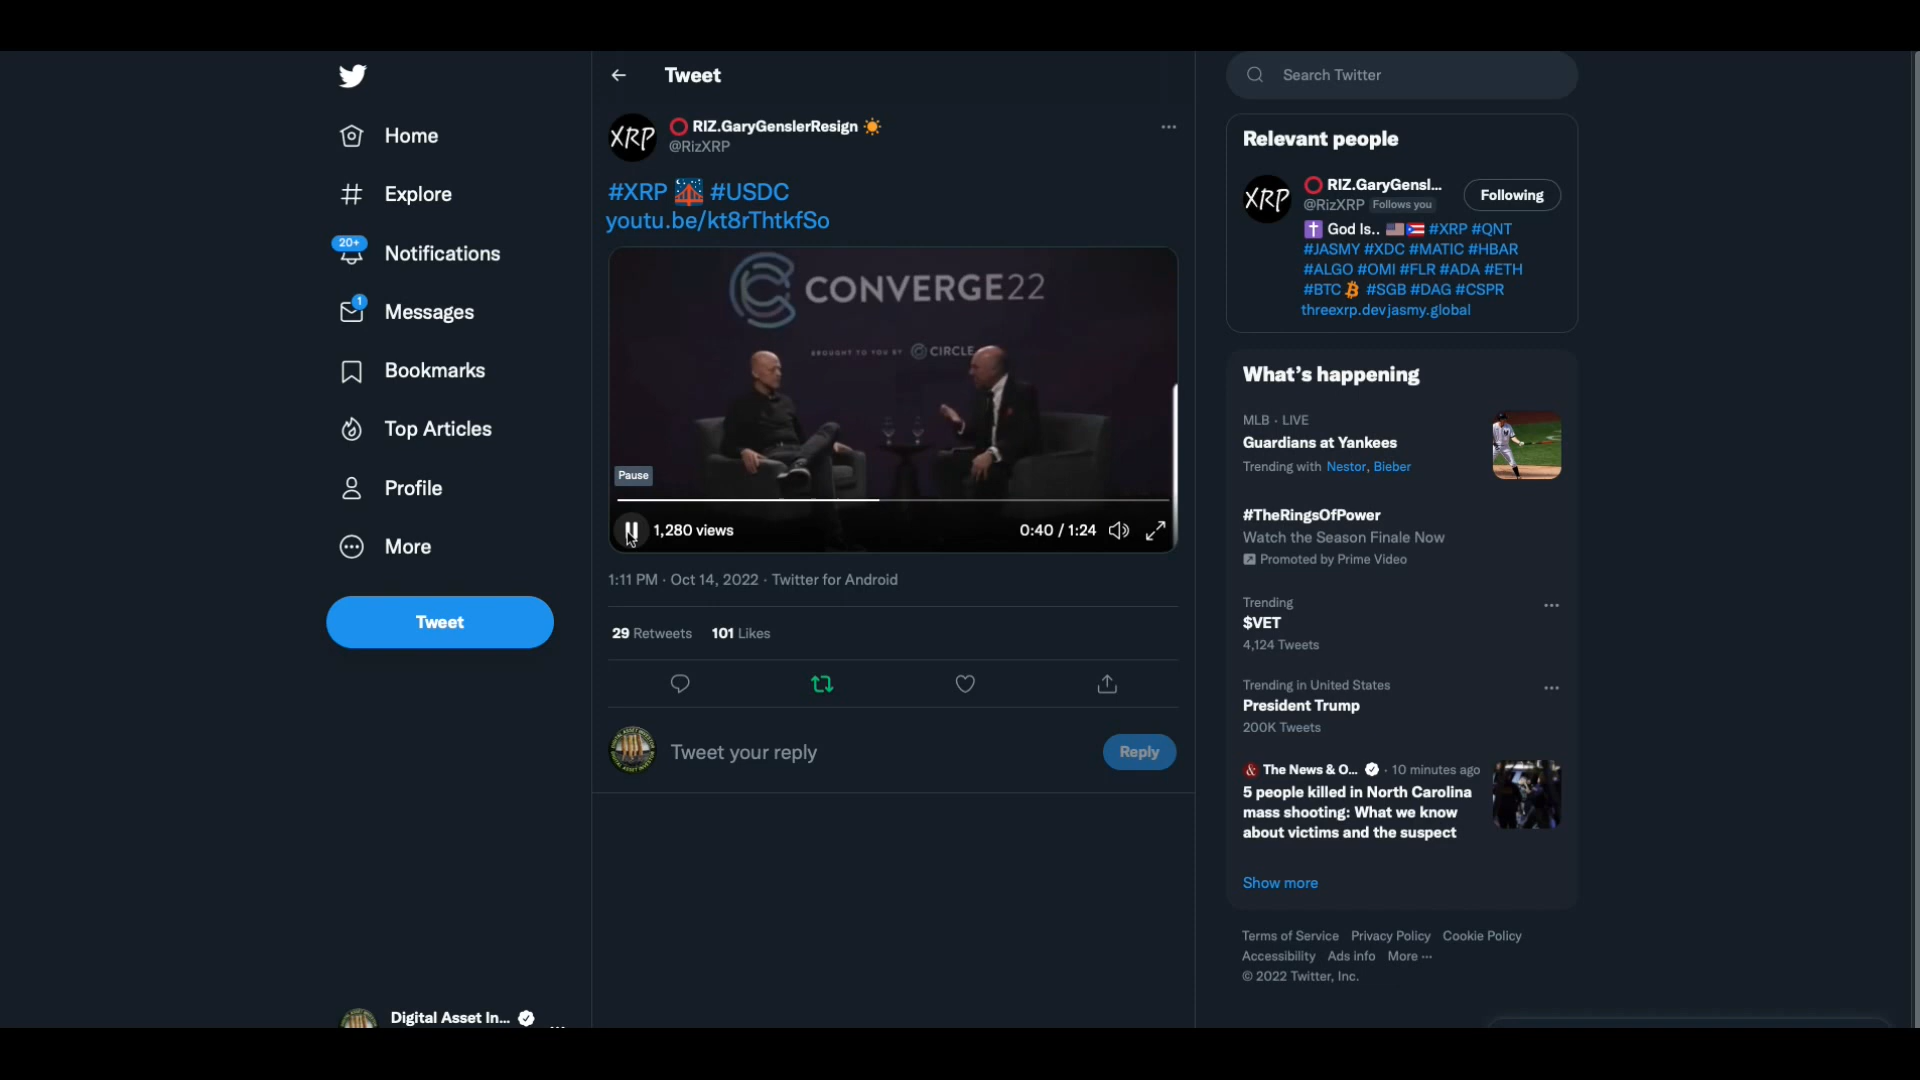 Home
Explore
20+
Notifications
1
Messages
Bookmarks
Top Articles
Profile
More
Tweet
Digital Asset In...
Tweet
XRP
RIZ.GaryGenslerResign
@RizXRP
#XRP #USDC
youtu.be/kt8rThtkfSo
CONVERGE22
BROUGHT TO YOU BY CIRCLE
Pause
1,280 views
0:40 / 1:24
1:11 PM · Oct 14, 2022 · Twitter for Android
29 Retweets 101 Likes
Tweet your reply
Reply
Search Twitter
Relevant people
XRP
RIZ.GaryGensl...
@RizXRP Follows you
Following
God Is.. #XRP #QNT
#JASMY #XDC #MATIC #HBAR
#ALGO #OMI #FLR #ADA #ETH
#BTC #SGB #DAG #CSPR
threexrp.devjasmy.global
What's happening
MLB · LIVE
Guardians at Yankees
Trending with Nestor, Bieber
#TheRingsOfPower
Watch the Season Finale Now
Promoted by Prime Video
Trending
$VET
4,124 Tweets
Trending in United States
President Trump
200K Tweets
The News & O... · 10 minutes ago
5 people killed in North Carolina
mass shooting: What we know
about victims and the suspect
Show more
Terms of Service Privacy Policy Cookie Policy
Accessibility Ads info More ···
© 2022 Twitter, Inc.